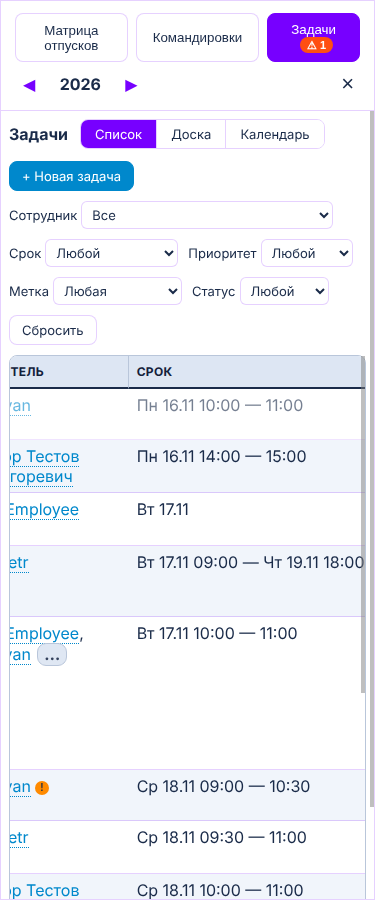 Матрица
отпусков
Командировки
Задачи
⚠ 1
◀ 2026 ▶ ×
Задачи Список Доска Календарь
+ Новая задача
Сотрудник Все
Срок Любой Приоритет Любой
Метка Любая Статус Любой
Сбросить
ТЕЛЬ СРОК
van Пн 16.11 10:00 — 11:00
ор Тестов Пн 16.11 14:00 — 15:00
горевич
Employee Вт 17.11
etr Вт 17.11 09:00 — Чт 19.11 18:00
Employee, Вт 17.11 10:00 — 11:00
van ...
van ! Ср 18.11 09:00 — 10:30
etr Ср 18.11 09:30 — 11:00
ор Тестов Ср 18.11 10:00 — 11:00